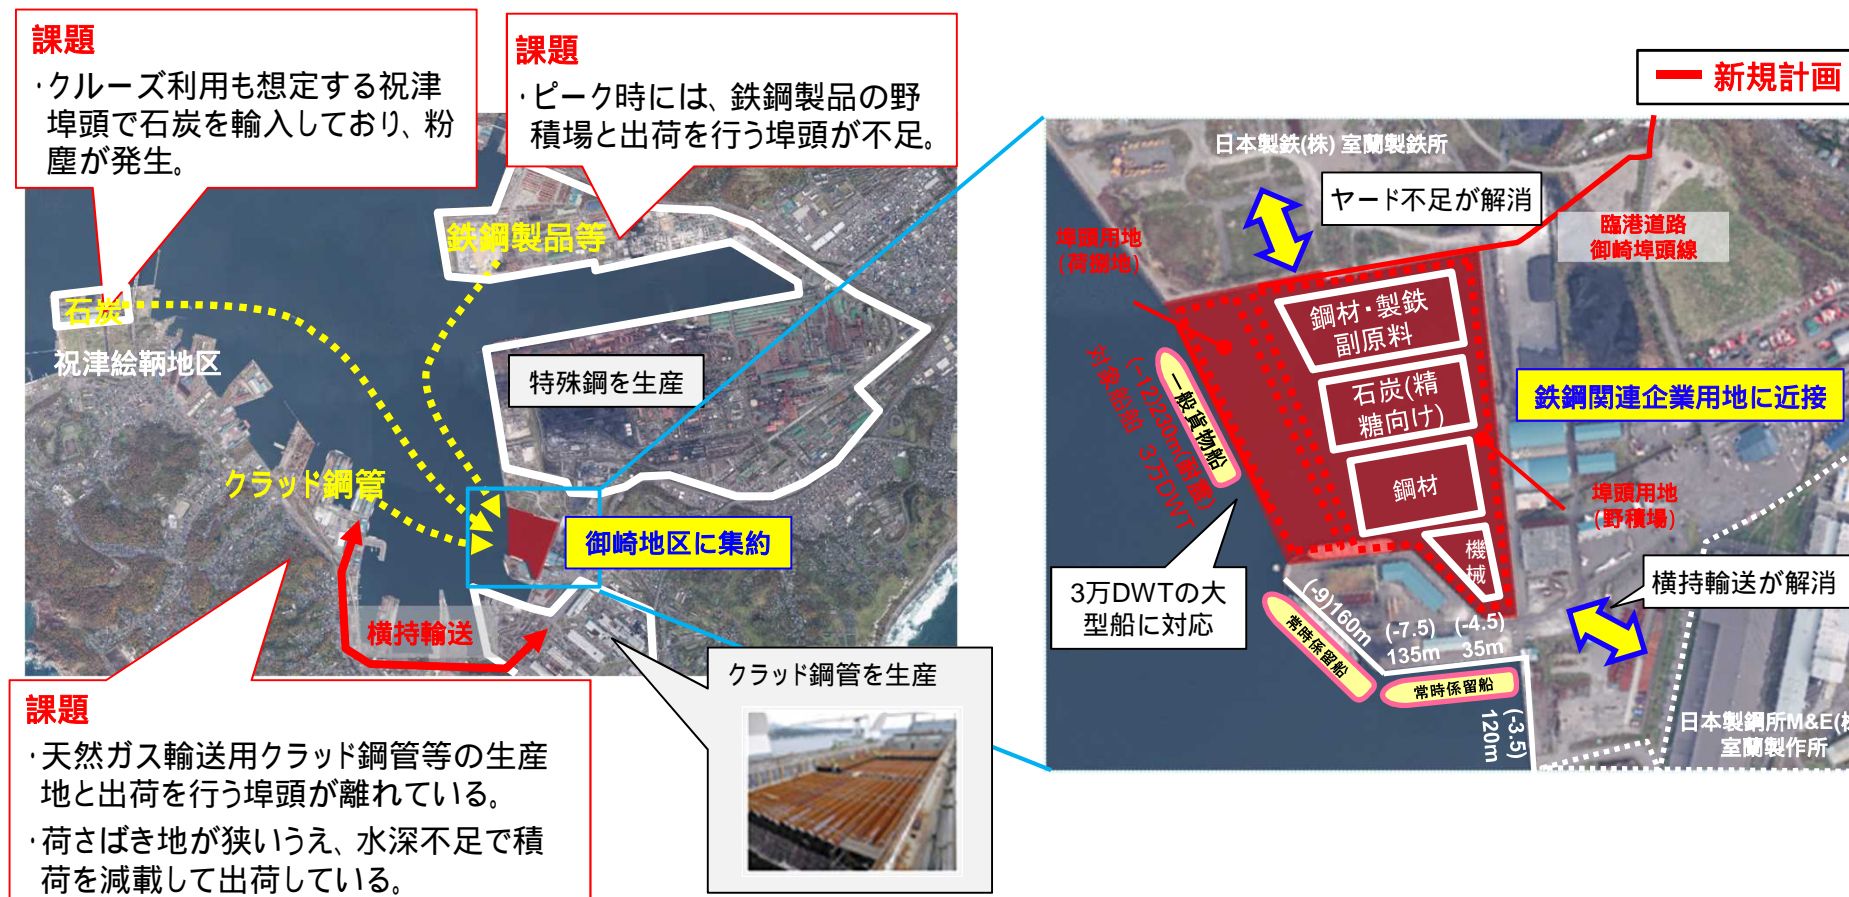 課題
・クルーズ利用も想定する祝津
埠頭で石炭を輸入しており、粉
塵が発生。
課題
・ピーク時には、鉄鋼製品の野
積場と出荷を行う埠頭が不足。
鉄鋼製品等
石炭
祝津絵鞆地区
特殊鋼を生産
クラッド鋼管
御崎地区に集約
横持輸送
課題
・天然ガス輸送用クラッド鋼管等の生産
地と出荷を行う埠頭が離れている。
・荷さばき地が狭いうえ、水深不足で積
荷を減載して出荷している。
クラッド鋼管を生産
新規計画
日本製鉄(株) 室蘭製鉄所
ヤード不足が解消
臨港道路
御崎埠頭線
埠頭用地
(荷捌地)
鋼材・製鉄
副原料
石炭(精
糖向け)
鋼材
機
械
一般貨物船
(-12)230m(耐震)
対象船舶 3万DWT
鉄鋼関連企業用地に近接
埠頭用地
(野積場)
3万DWTの大
型船に対応
横持輸送が解消
(-9)160m
(-7.5)
135m
(-4.5)
35m
常時係留船
常時係留船
(-3.5)
120m
日本製鋼所M&E(株
室蘭製作所